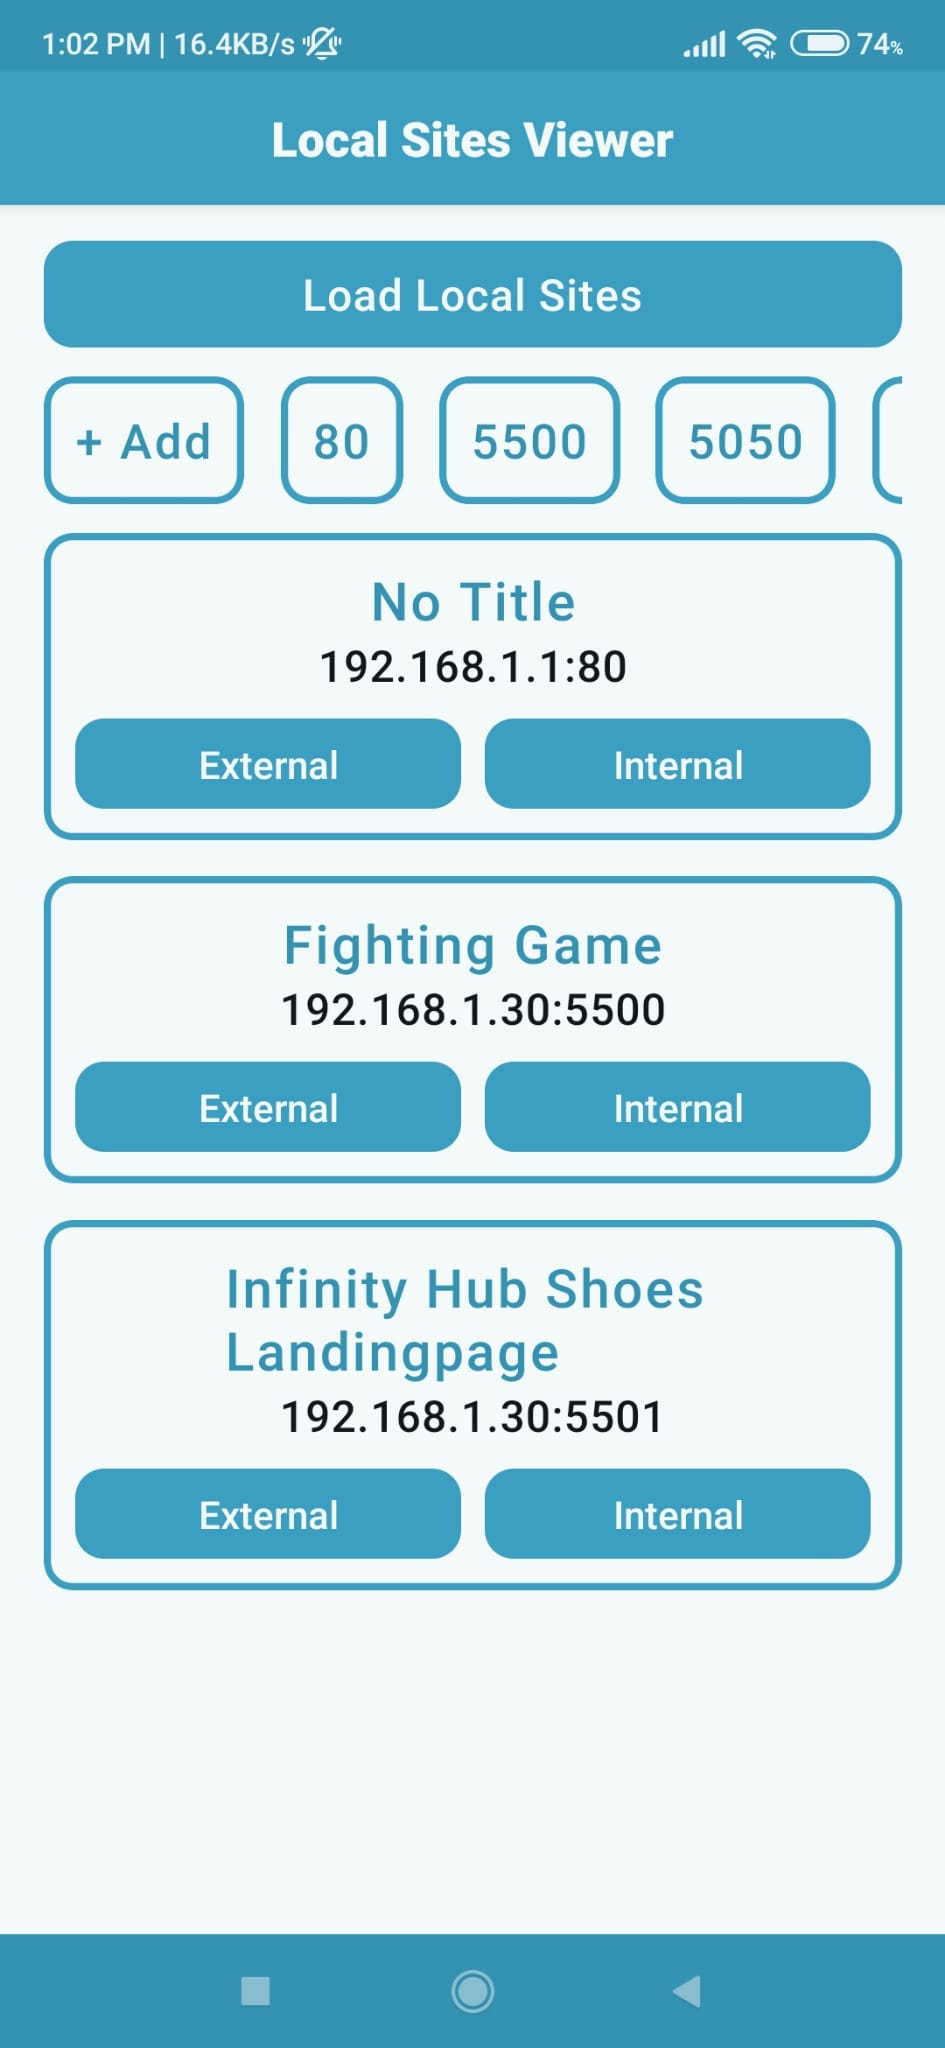 1:02 PM | 16.4KB/s 74%
Local Sites Viewer
Load Local Sites
+ Add 80 5500 5050
No Title
192.168.1.1:80
External Internal
Fighting Game
192.168.1.30:5500
External Internal
Infinity Hub Shoes
Landingpage
192.168.1.30:5501
External Internal